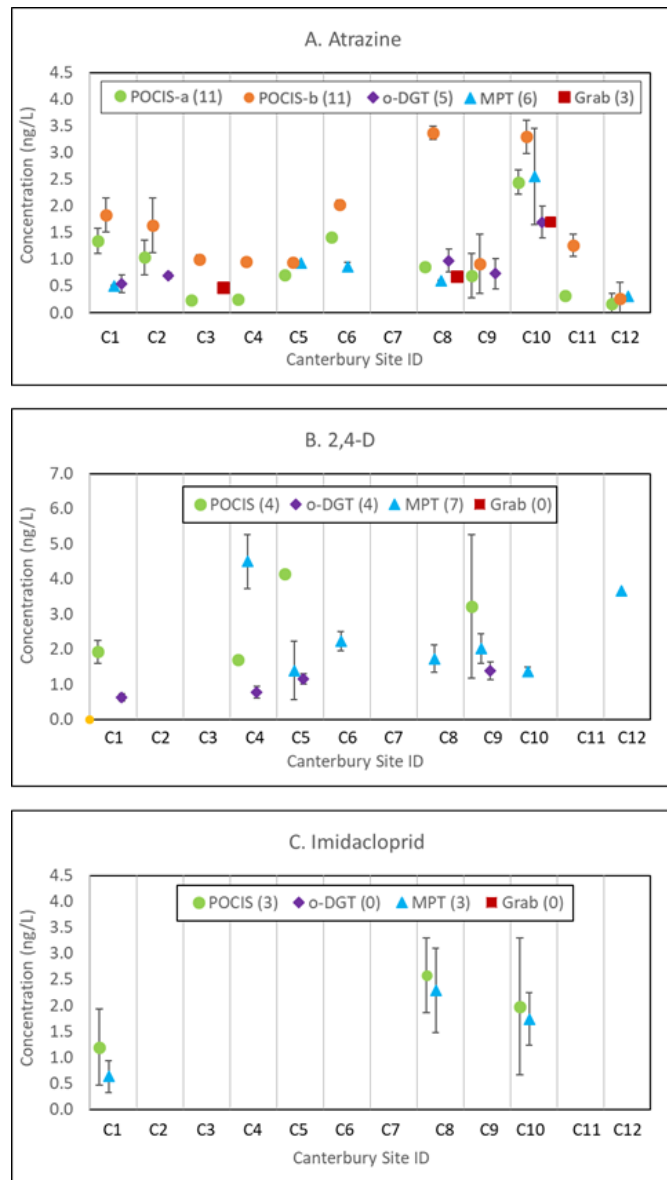 A. Atrazine
POCIS-a (11) POCIS-b (11) o-DGT (5) MPT (6) Grab (3)
Concentration (ng/L)
4.5
4.0
3.5
3.0
2.5
2.0
1.5
1.0
0.5
0.0
C1 C2 C3 C4 C5 C6 C7 C8 C9 C10 C11 C12
Canterbury Site ID
B. 2,4-D
POCIS (4) o-DGT (4) MPT (7) Grab (0)
Concentration (ng/L)
7.0
6.0
5.0
4.0
3.0
2.0
1.0
0.0
C1 C2 C3 C4 C5 C6 C7 C8 C9 C10 C11 C12
Canterbury Site ID
C. Imidacloprid
POCIS (3) o-DGT (0) MPT (3) Grab (0)
Concentration (ng/L)
4.5
4.0
3.5
3.0
2.5
2.0
1.5
1.0
0.5
0.0
C1 C2 C3 C4 C5 C6 C7 C8 C9 C10 C11 C12
Canterbury Site ID